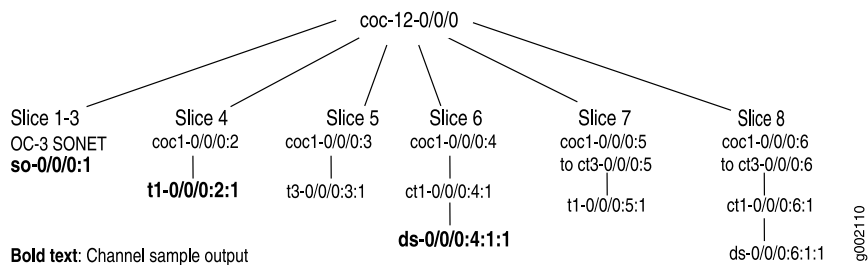 coc-12-0/0/0
Slice 1-3
OC-3 SONET
so-0/0/0:1
Slice 4
coc1-0/0/0:2
t1-0/0/0:2:1
Slice 5
coc1-0/0/0:3
t3-0/0/0:3:1
Slice 6
coc1-0/0/0:4
ct1-0/0/0:4:1
ds-0/0/0:4:1:1
Slice 7
coc1-0/0/0:5
to ct3-0/0/0:5
t1-0/0/0:5:1
Slice 8
coc1-0/0/0:6
to ct3-0/0/0:6
ct1-0/0/0:6:1
ds-0/0/0:6:1:1
Bold text: Channel sample output
g002110